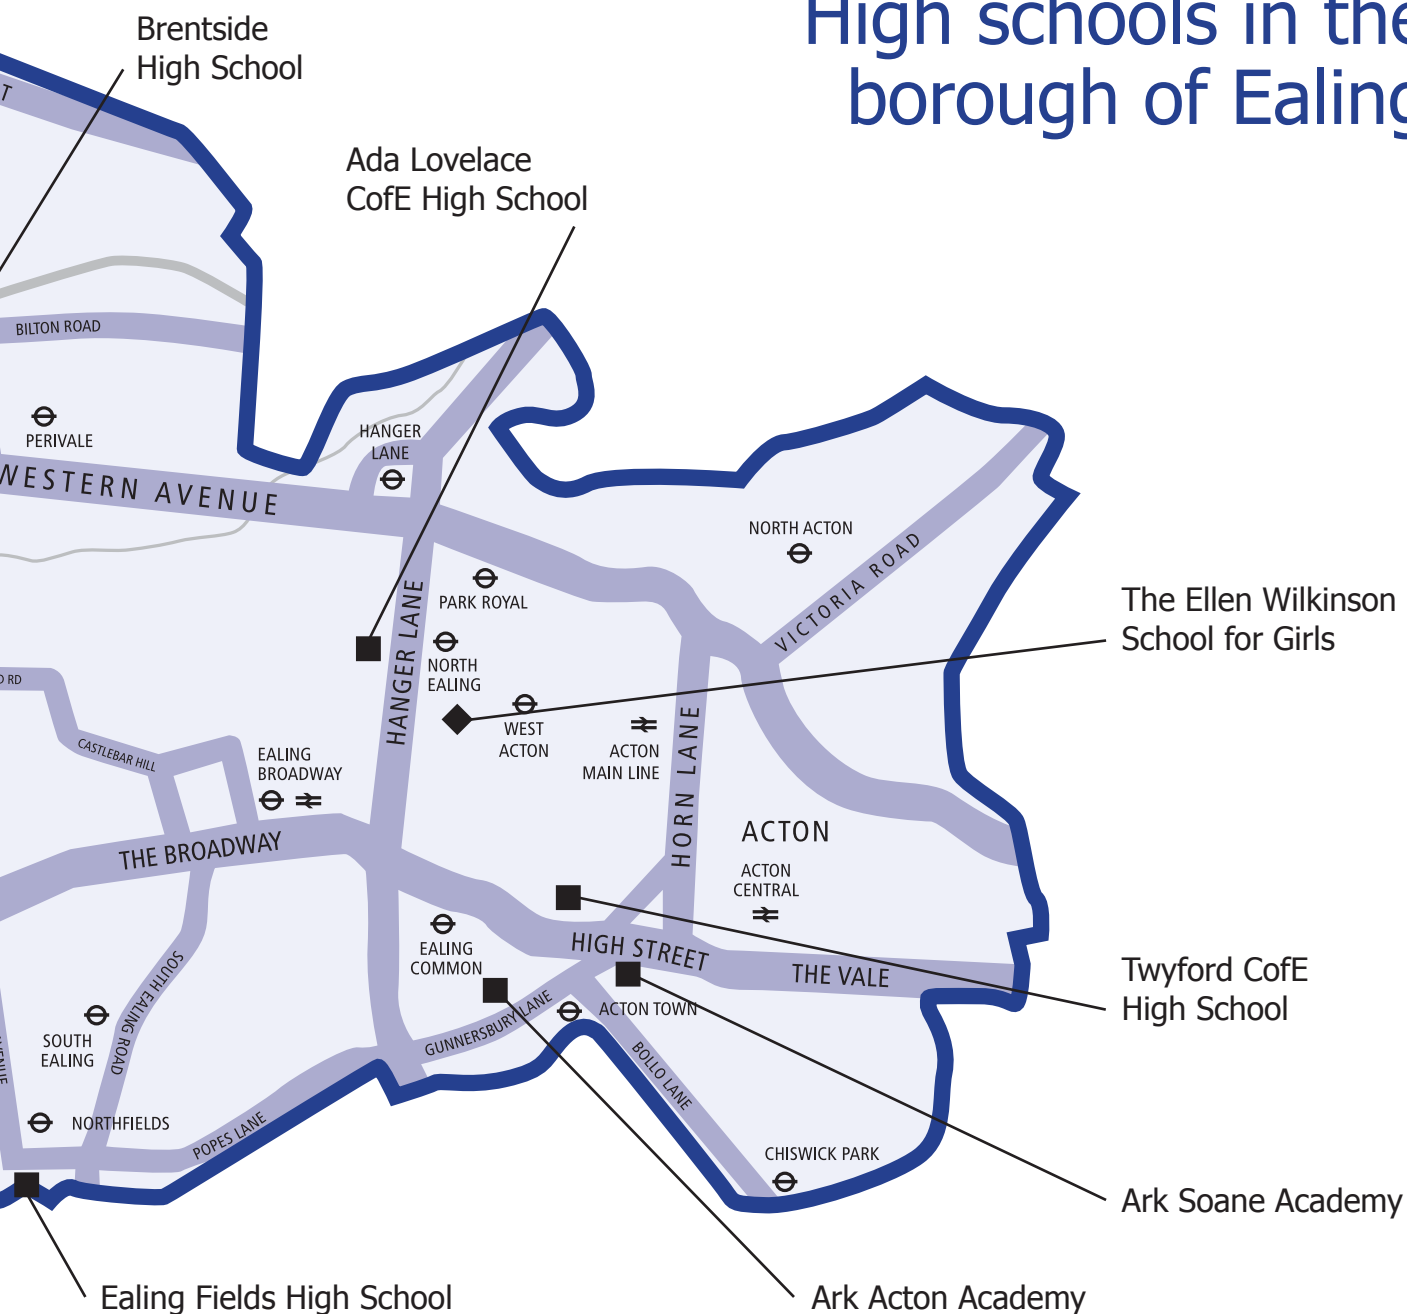 High schools in the
borough of Ealing
Brentside
High School
Ada Lovelace
CofE High School
T
BILTON ROAD
PERIVALE
HANGER
LANE
WESTERN AVENUE
NORTH ACTON
VICTORIA ROAD
PARK ROYAL
HANGER LANE
NORTH
EALING
The Ellen Wilkinson
School for Girls
D RD
CASTLEBAR HILL
WEST
ACTON
ACTON
MAIN LINE
HORN LANE
EALING
BROADWAY
THE BROADWAY
ACTON
ACTON
CENTRAL
EALING
COMMON
HIGH STREET
THE VALE
Twyford CofE
High School
SOUTH EALING ROAD
SOUTH
EALING
GUNNERSBURY LANE
ACTON TOWN
BOLLO LANE
VENUE
NORTHFIELDS
POPES LANE
CHISWICK PARK
Ark Soane Academy
Ealing Fields High School
Ark Acton Academy